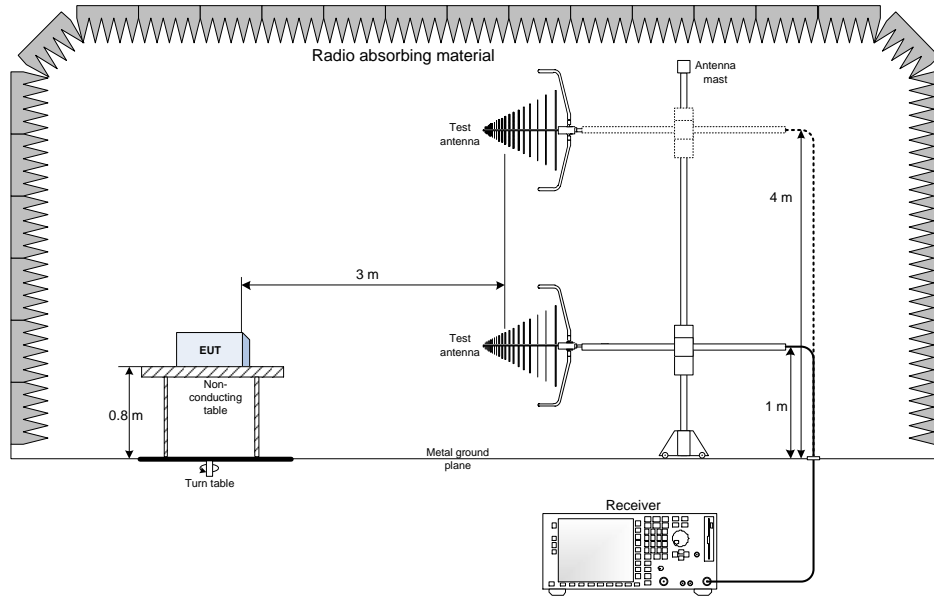 Radio absorbing material
Antenna
mast
Test
antenna
4 m
3 m
Test
antenna
EUT
Non-
conducting
table
0.8 m
1 m
Metal ground
plane
Turn table
Receiver